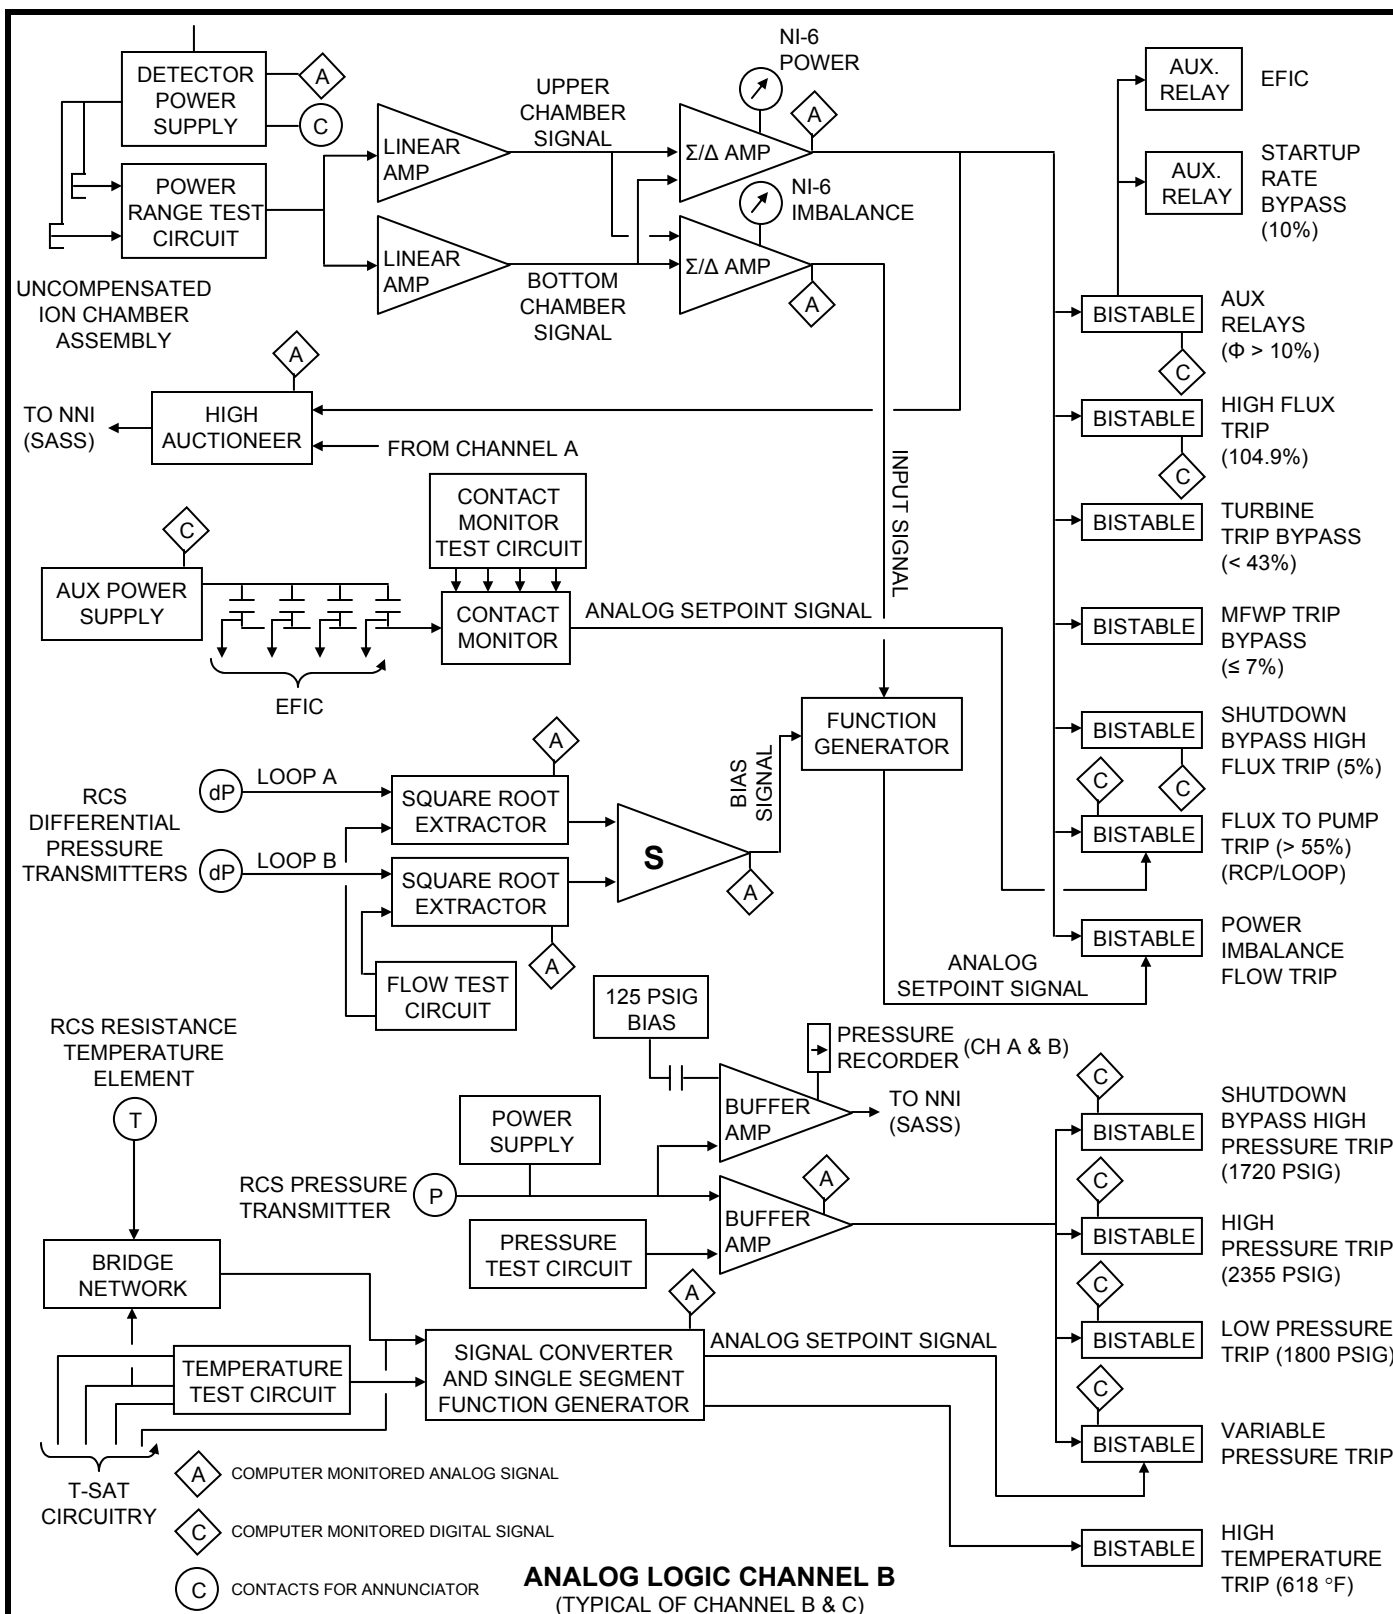 NI-6
POWER
DETECTOR
POWER
SUPPLY
A
C
UPPER
CHAMBER
SIGNAL
A
AUX.
RELAY
EFIC
LINEAR
AMP
Σ/Δ AMP
POWER
RANGE TEST
CIRCUIT
NI-6
IMBALANCE
AUX.
RELAY
STARTUP
RATE
BYPASS
(10%)
LINEAR
AMP
Σ/Δ AMP
BOTTOM
CHAMBER
SIGNAL
A
UNCOMPENSATED
ION CHAMBER
ASSEMBLY
BISTABLE
AUX
RELAYS
(Φ > 10%)
C
A
TO NNI
(SASS)
HIGH
AUCTIONEER
FROM CHANNEL A
BISTABLE
HIGH FLUX
TRIP
(104.9%)
C
INPUT SIGNAL
CONTACT
MONITOR
TEST CIRCUIT
C
BISTABLE
TURBINE
TRIP BYPASS
(< 43%)
AUX POWER
SUPPLY
CONTACT
MONITOR
ANALOG SETPOINT SIGNAL
BISTABLE
MFWP TRIP
BYPASS
(≤ 7%)
EFIC
FUNCTION
GENERATOR
BISTABLE
SHUTDOWN
BYPASS HIGH
FLUX TRIP (5%)
C
C
A
BIAS
SIGNAL
RCS
DIFFERENTIAL
PRESSURE
TRANSMITTERS
dP
LOOP A
SQUARE ROOT
EXTRACTOR
dP
LOOP B
SQUARE ROOT
EXTRACTOR
S
A
A
BISTABLE
FLUX TO PUMP
TRIP (> 55%)
(RCP/LOOP)
BISTABLE
POWER
IMBALANCE
FLOW TRIP
FLOW TEST
CIRCUIT
ANALOG
SETPOINT SIGNAL
125 PSIG
BIAS
RCS RESISTANCE
TEMPERATURE
ELEMENT
T
PRESSURE
RECORDER
(CH A & B)
BUFFER
AMP
TO NNI
(SASS)
POWER
SUPPLY
C
BISTABLE
SHUTDOWN
BYPASS HIGH
PRESSURE TRIP
(1720 PSIG)
RCS PRESSURE
TRANSMITTER
P
A
BUFFER
AMP
PRESSURE
TEST CIRCUIT
C
BISTABLE
HIGH
PRESSURE TRIP
(2355 PSIG)
BRIDGE
NETWORK
A
C
BISTABLE
LOW PRESSURE
TRIP (1800 PSIG)
TEMPERATURE
TEST CIRCUIT
SIGNAL CONVERTER
AND SINGLE SEGMENT
FUNCTION GENERATOR
ANALOG SETPOINT SIGNAL
C
BISTABLE
VARIABLE
PRESSURE TRIP
T-SAT
CIRCUITRY
BISTABLE
HIGH
TEMPERATURE
TRIP (618 °F)
A
COMPUTER MONITORED ANALOG SIGNAL
C
COMPUTER MONITORED DIGITAL SIGNAL
C
CONTACTS FOR ANNUNCIATOR
ANALOG LOGIC CHANNEL B
(TYPICAL OF CHANNEL B & C)